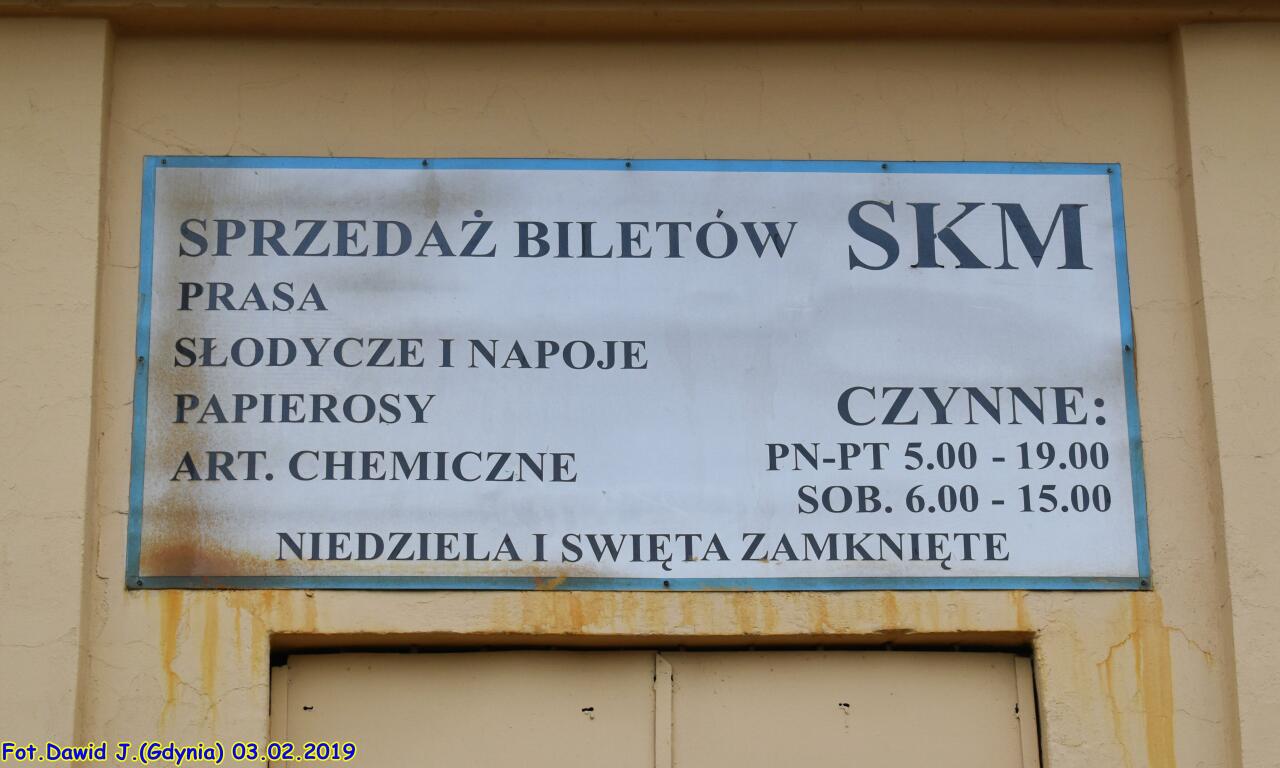 SPRZEDAŻ BILETÓW SKM
PRASA
SŁODYCZE I NAPOJE
PAPIEROSY
ART. CHEMICZNE
CZYNNE:
PN-PT 5.00 - 19.00
SOB. 6.00 - 15.00
NIEDZIELA I SWIĘTA ZAMKNIĘTE
Fot.Dawid J.(Gdynia) 03.02.2019